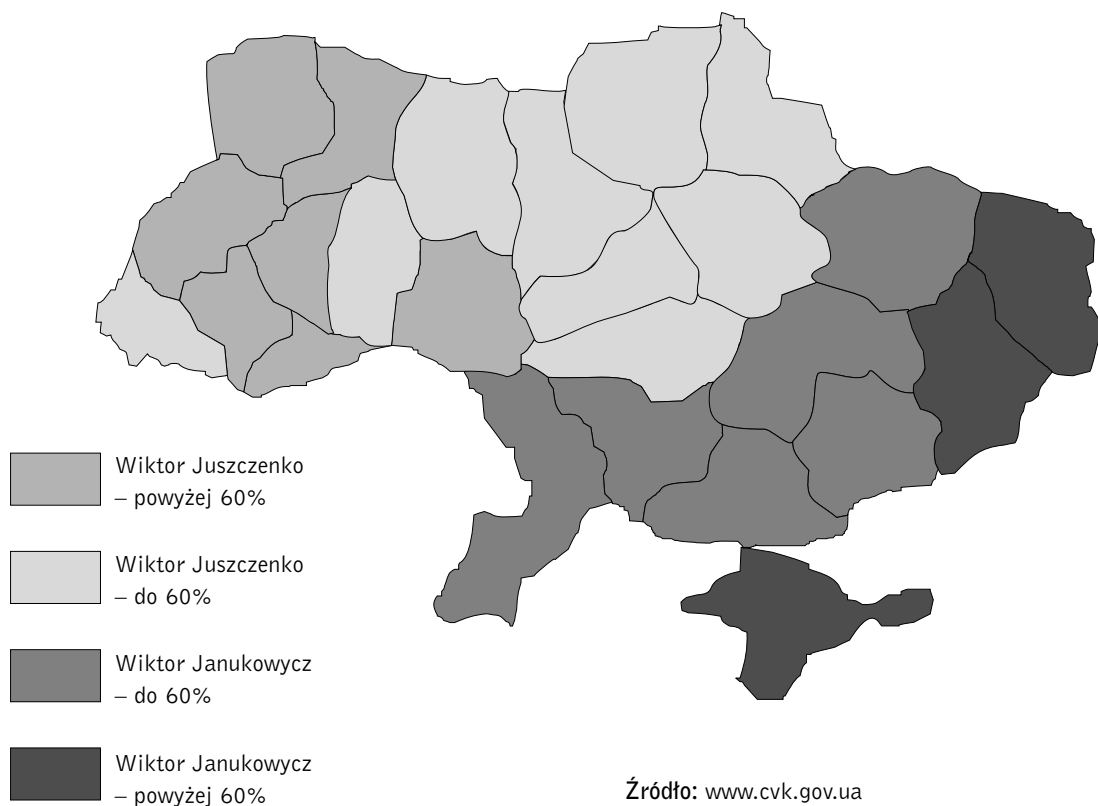 Wiktor Juszczenko
– powyżej 60%
Wiktor Juszczenko
– do 60%
Wiktor Janukowycz
– do 60%
Wiktor Janukowycz
– powyżej 60%
Źródło: www.cvk.gov.ua